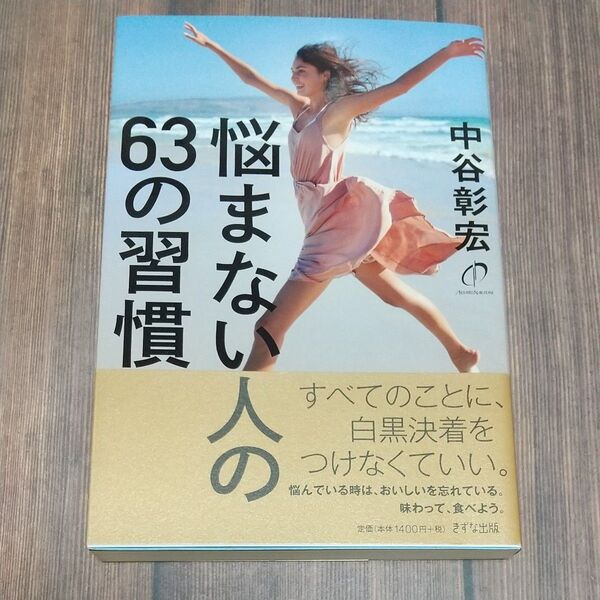 悩まない人の
63の習慣
中谷彰宏
すべてのことに、
白黒決着を
つけなくていい。
悩んでいる時は、おいしいを忘れている。
味わって、食べよう。
定価(本体1400円+税) きずな出版